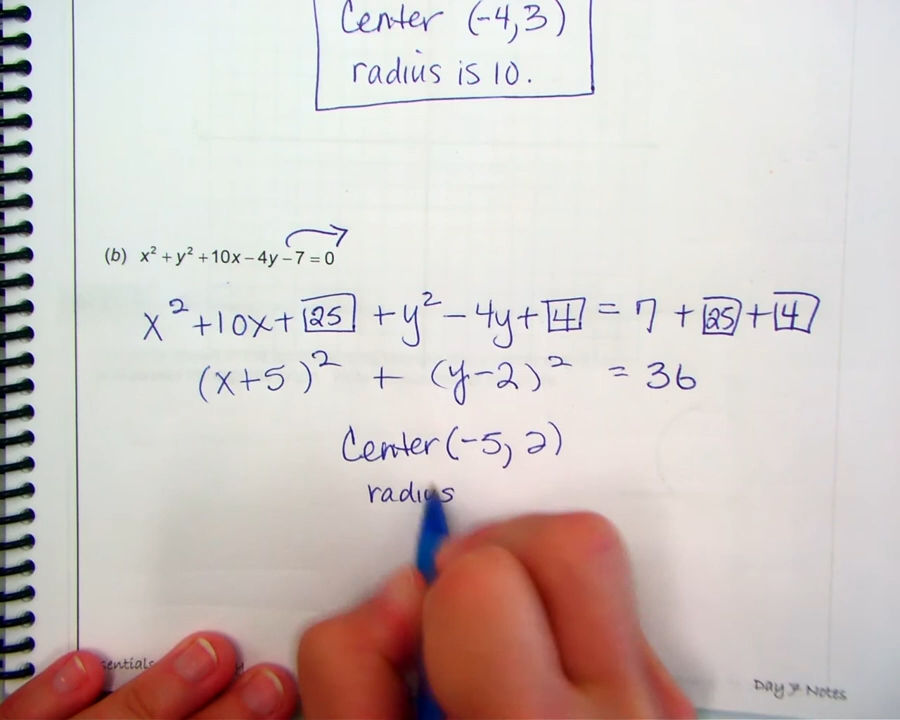 Center (-4,3)
radius is 10.
(b) x² + y² + 10x − 4y − 7 = 0
x² + 10x + 25 + y² − 4y + 4 = 7 + 25 + 4
(x+5)² + (y−2)² = 36
Center (-5, 2)
radius
Day 7 Notes